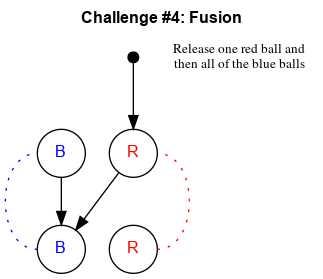 Challenge #4: Fusion
Release one red ball and
then all of the blue balls
B
R
B
R